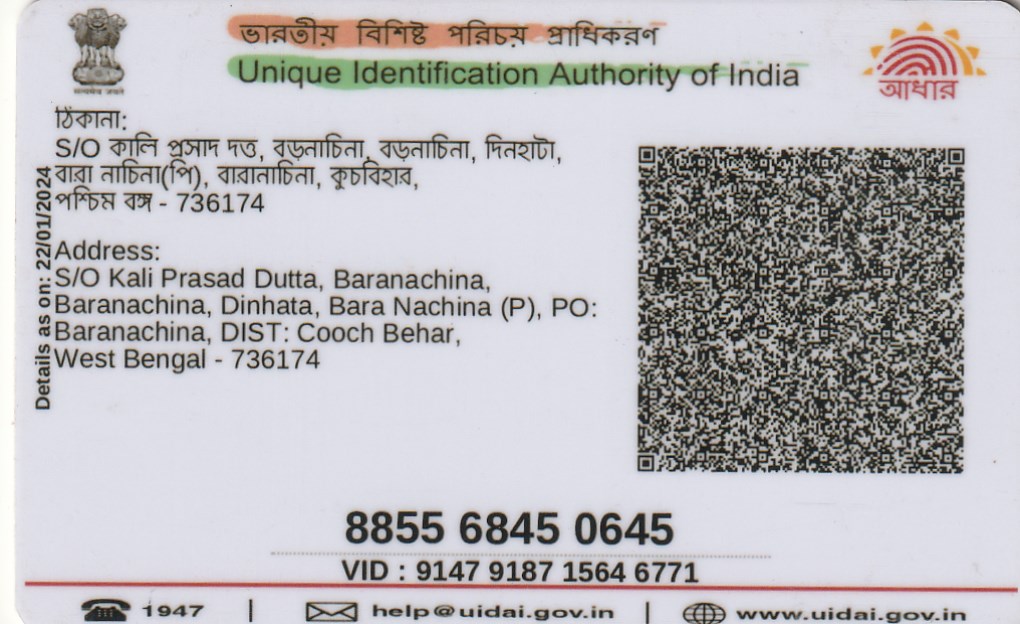 ভারতীয় বিশিষ্ট পরিচয় প্রাধিকরণ
Unique Identification Authority of India
আধার
ঠিকানা:
S/O কালি প্রসাদ দত্ত, বড়নাচিনা, বড়নাচিনা, দিনহাটা,
বারা নাচিনা(পি), বারানাচিনা, কুচবিহার,
পশ্চিম বঙ্গ - 736174
Details as on: 22/01/2024
Address:
S/O Kali Prasad Dutta, Baranachina,
Baranachina, Dinhata, Bara Nachina (P), PO:
Baranachina, DIST: Cooch Behar,
West Bengal - 736174
8855 6845 0645
VID : 9147 9187 1564 6771
1947 | help@uidai.gov.in | www.uidai.gov.in